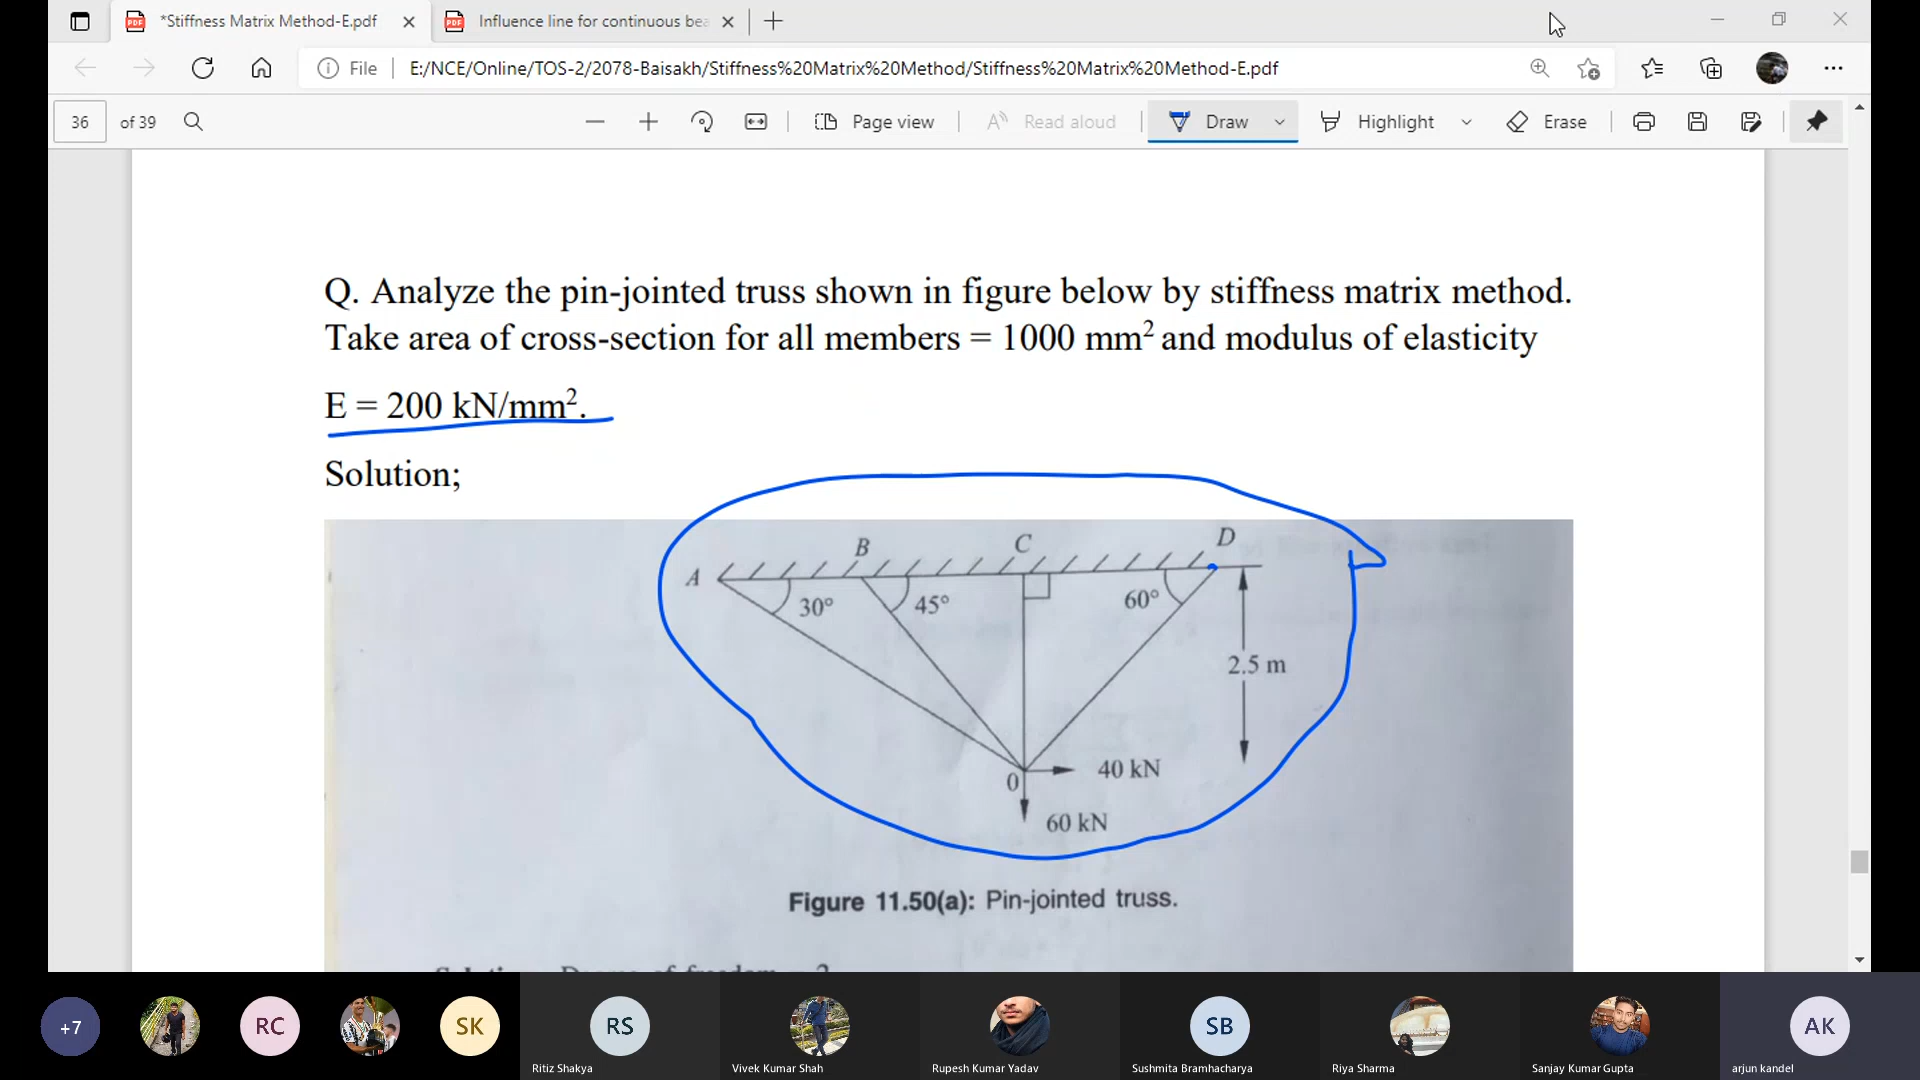 *Stiffness Matrix Method-E.pdf
Influence line for continuous bea
File
E:/NCE/Online/TOS-2/2078-Baisakh/Stiffness%20Matrix%20Method/Stiffness%20Matrix%20Method-E.pdf
36 of 39
Page view
Read aloud
Draw
Highlight
Erase
Q. Analyze the pin-jointed truss shown in figure below by stiffness matrix method.
Take area of cross-section for all members = 1000 mm² and modulus of elasticity
E = 200 kN/mm².
Solution;
A
B
C
D
30°
45°
60°
2.5 m
0
40 kN
60 kN
Figure 11.50(a): Pin-jointed truss.
+7
RC
SK
RS
SB
AK
Ritiz Shakya
Vivek Kumar Shah
Rupesh Kumar Yadav
Sushmita Bramhacharya
Riya Sharma
Sanjay Kumar Gupta
arjun kandel